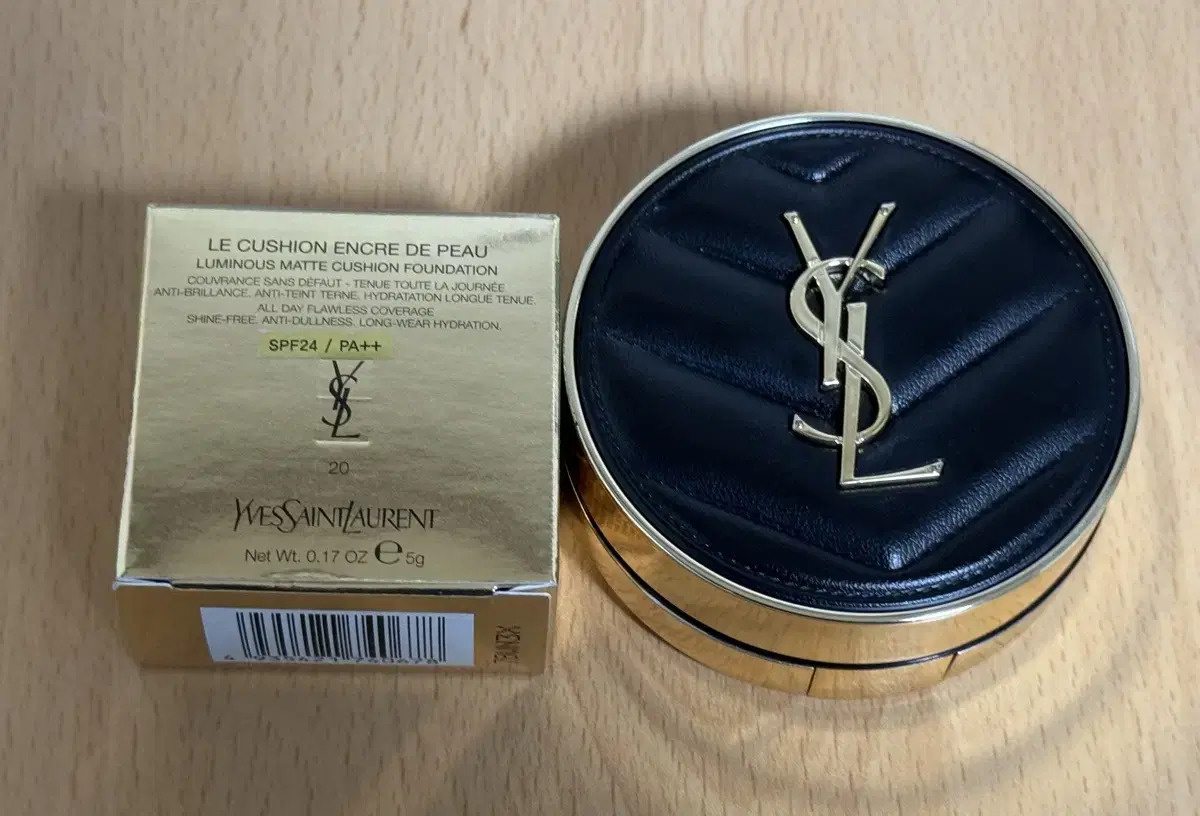 LE CUSHION ENCRE DE PEAU
LUMINOUS MATTE CUSHION FOUNDATION
COUVRANCE SANS DÉFAUT - TENUE TOUTE LA JOURNÉE
ANTI-BRILLANCE. ANTI-TEINT TERNE. HYDRATATION LONGUE TENUE.
ALL DAY FLAWLESS COVERAGE
SHINE-FREE. ANTI-DULLNESS. LONG-WEAR HYDRATION.
SPF24 / PA++
YSL
20
YVESSAINTLAURENT
Net Wt. 0.17 OZ ℮ 5g
YSL